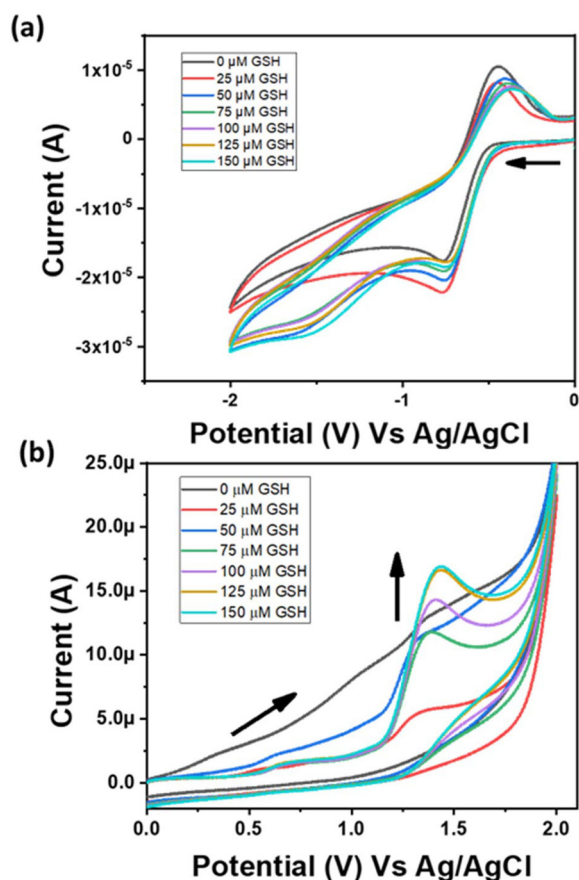 (a)
0 μM GSH
25 μM GSH
50 μM GSH
75 μM GSH
100 μM GSH
125 μM GSH
150 μM GSH
1x10⁻⁵
0
-1x10⁻⁵
-2x10⁻⁵
-3x10⁻⁵
Current (A)
-2
-1
0
Potential (V) Vs Ag/AgCl
(b)
0 μM GSH
25 μM GSH
50 μM GSH
75 μM GSH
100 μM GSH
125 μM GSH
150 μM GSH
25.0μ
20.0μ
15.0μ
10.0μ
5.0μ
0.0
Current (A)
0.0
0.5
1.0
1.5
2.0
Potential (V) Vs Ag/AgCl